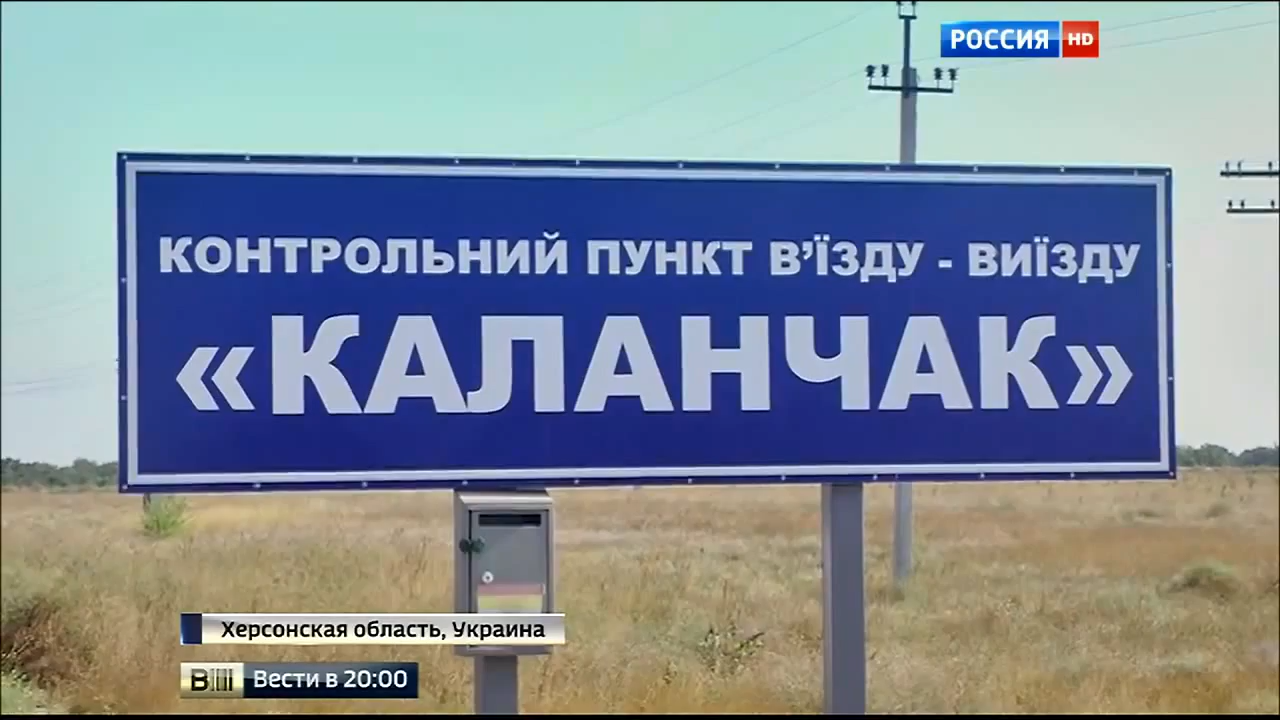 РОССИЯ HD
КОНТРОЛЬНИЙ ПУНКТ В’ЇЗДУ - ВИЇЗДУ
«КАЛАНЧАК»
Херсонская область, Украина
В Вести в 20:00